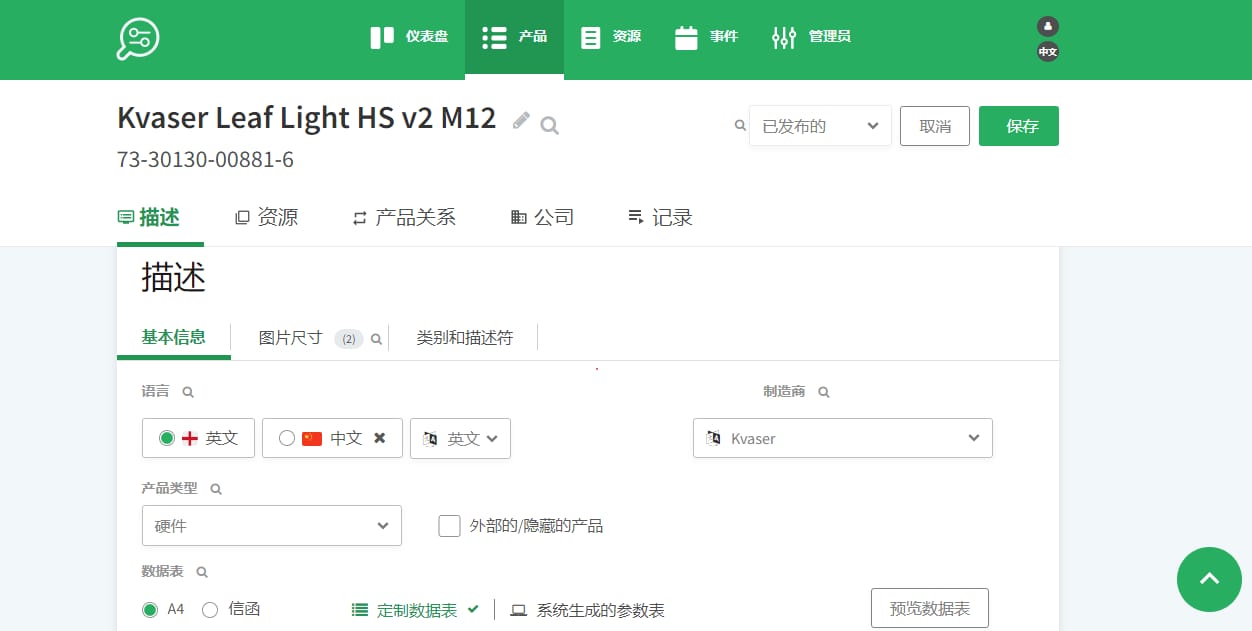 仪表盘 产品 资源 事件 管理员
中文
Kvaser Leaf Light HS v2 M12 已发布的 取消 保存
73-30130-00881-6
描述 资源 产品关系 公司 记录
描述
基本信息 图片尺寸 (2) 类别和描述符
语言 制造商
英文 中文 英文 Kvaser
产品类型
硬件 外部的/隐藏的产品
数据表
A4 信函 定制数据表 系统生成的参数表 预览数据表